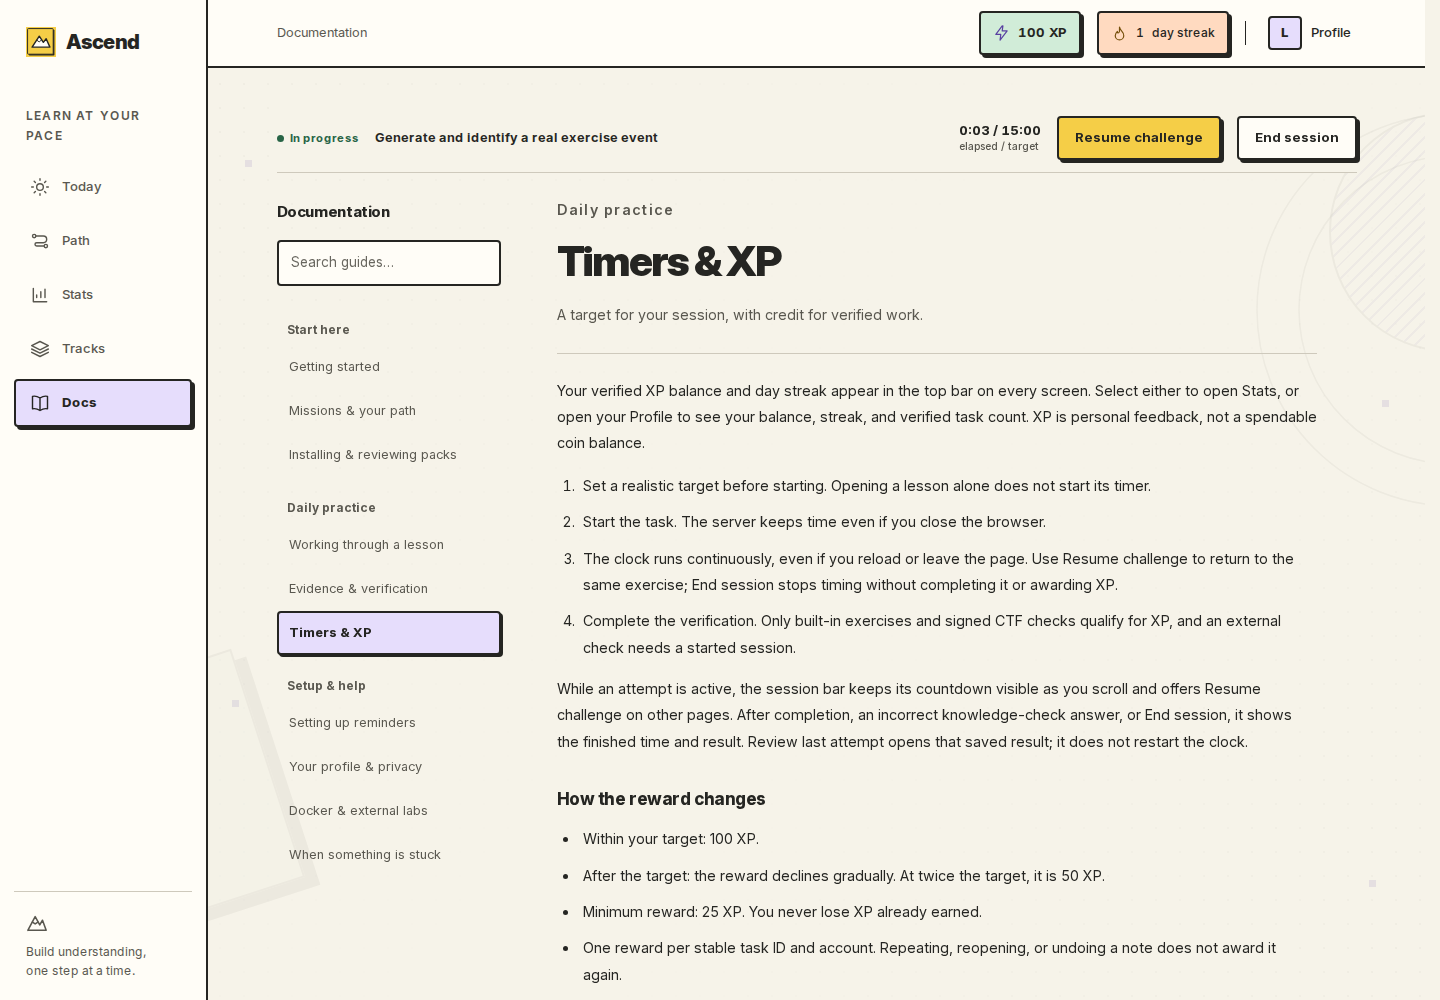 Ascend
LEARN AT YOUR
PACE
Today
Path
Stats
Tracks
Docs
Build understanding,
one step at a time.
Documentation
100 XP
1 day streak
L
Profile
In progress
Generate and identify a real exercise event
0:03 / 15:00
elapsed / target
Resume challenge
End session
Documentation
Search guides...
Start here
Getting started
Missions & your path
Installing & reviewing packs
Daily practice
Working through a lesson
Evidence & verification
Timers & XP
Setup & help
Setting up reminders
Your profile & privacy
Docker & external labs
When something is stuck
Daily practice
Timers & XP
A target for your session, with credit for verified work.
Your verified XP balance and day streak appear in the top bar on every screen. Select either to open Stats, or
open your Profile to see your balance, streak, and verified task count. XP is personal feedback, not a spendable
coin balance.
1. Set a realistic target before starting. Opening a lesson alone does not start its timer.
2. Start the task. The server keeps time even if you close the browser.
3. The clock runs continuously, even if you reload or leave the page. Use Resume challenge to return to the
same exercise; End session stops timing without completing it or awarding XP.
4. Complete the verification. Only built-in exercises and signed CTF checks qualify for XP, and an external
check needs a started session.
While an attempt is active, the session bar keeps its countdown visible as you scroll and offers Resume
challenge on other pages. After completion, an incorrect knowledge-check answer, or End session, it shows
the finished time and result. Review last attempt opens that saved result; it does not restart the clock.
How the reward changes
• Within your target: 100 XP.
• After the target: the reward declines gradually. At twice the target, it is 50 XP.
• Minimum reward: 25 XP. You never lose XP already earned.
• One reward per stable task ID and account. Repeating, reopening, or undoing a note does not award it
again.